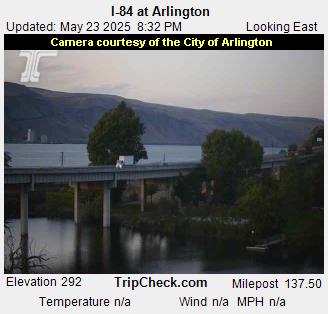 I-84 at Arlington
Updated: May 23 2025 8:32 PM Looking East
Camera courtesy of the City of Arlington
Elevation 292 TripCheck.com Milepost 137.50
Temperature n/a Wind n/a MPH n/a